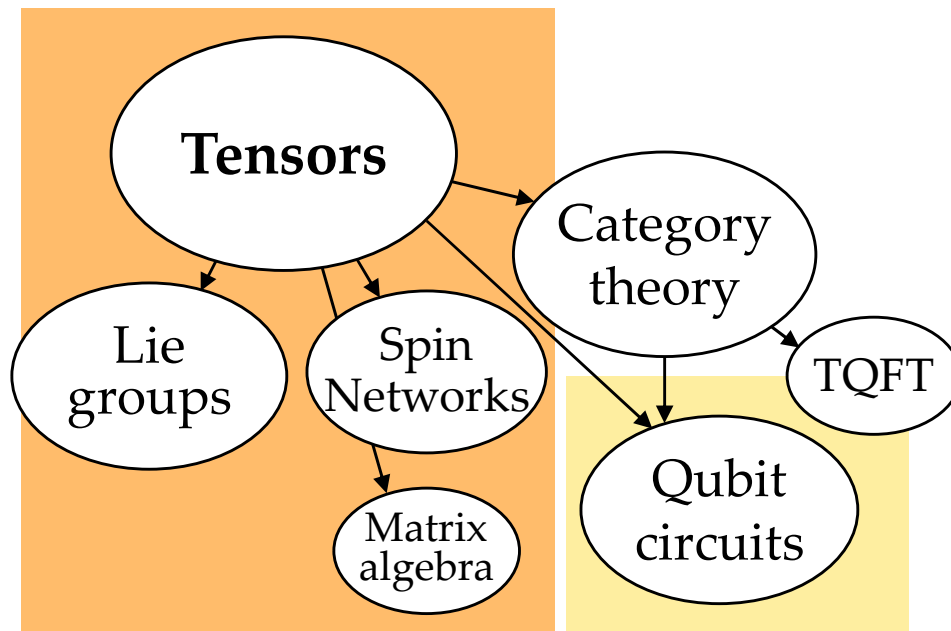 Tensors
Category
theory
Lie
groups
Spin
Networks
TQFT
Qubit
circuits
Matrix
algebra